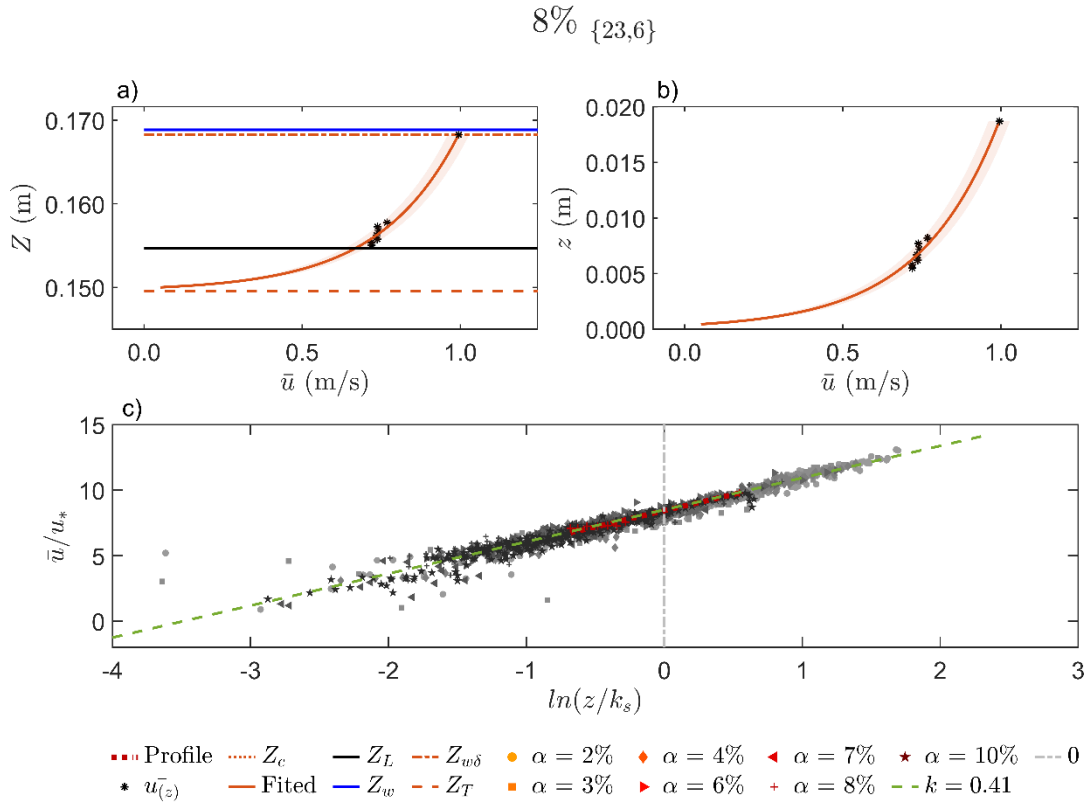 8% {23,6}
a)
b)
0.170
0.160
0.150
Z (m)
0.0 0.5 1.0
ū (m/s)
0.020
0.015
0.010
0.005
0.000
z (m)
0.0 0.5 1.0
ū (m/s)
c)
15
10
5
0
ū/u*
-4 -3 -2 -1 0 1 2 3
ln(z/ks)
Profile Zc ZL Zwδ α = 2% α = 4% α = 7% α = 10% 0
ū(z) Fited Zw ZT α = 3% α = 6% α = 8% k = 0.41